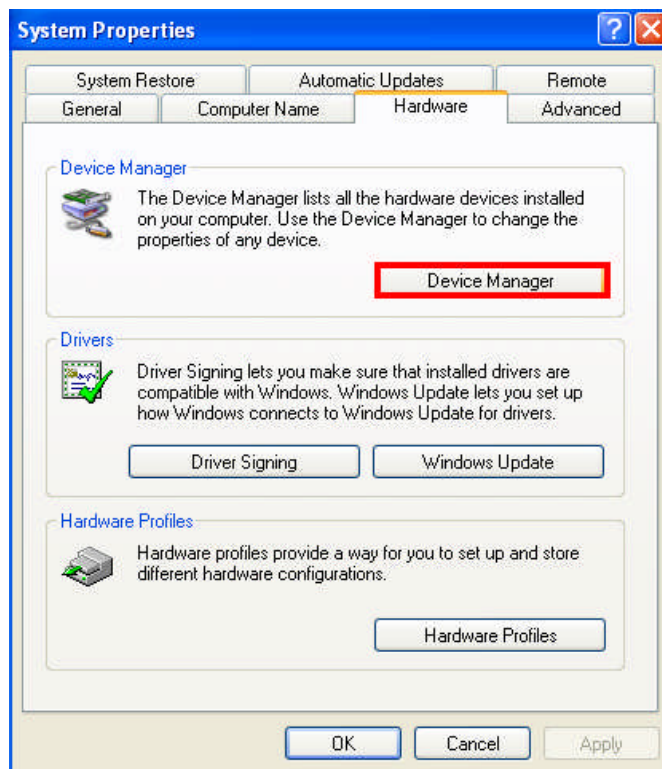 System Properties
System Restore Automatic Updates Remote
General Computer Name Hardware Advanced
Device Manager
The Device Manager lists all the hardware devices installed
on your computer. Use the Device Manager to change the
properties of any device.
Device Manager
Drivers
Driver Signing lets you make sure that installed drivers are
compatible with Windows. Windows Update lets you set up
how Windows connects to Windows Update for drivers.
Driver Signing Windows Update
Hardware Profiles
Hardware profiles provide a way for you to set up and store
different hardware configurations.
Hardware Profiles
OK Cancel Apply